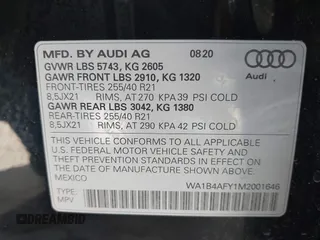 MFD. BY AUDI AG 08 20
GVWR LBS 5743, KG 2605
GAWR FRONT LBS 2910, KG 1320
FRONT-TIRES 255/40 R21
8,5JX21 RIMS, AT 270 KPA 39 PSI COLD
GAWR REAR LBS 3042, KG 1380
REAR-TIRES 255/40 R21
8,5JX21 RIMS, AT 290 KPA 42 PSI COLD
Audi
THIS VEHICLE CONFORMS TO ALL APPLICABLE
U.S. FEDERAL MOTOR VEHICLE SAFETY AND
THEFT PREVENTION STANDARDS IN EFFECT ON
THE DATE OF MANUFACTURE SHOWN ABOVE.
MEXICO
TYPE: WA1B4AFY1M2001646
MPV
DREAMBID